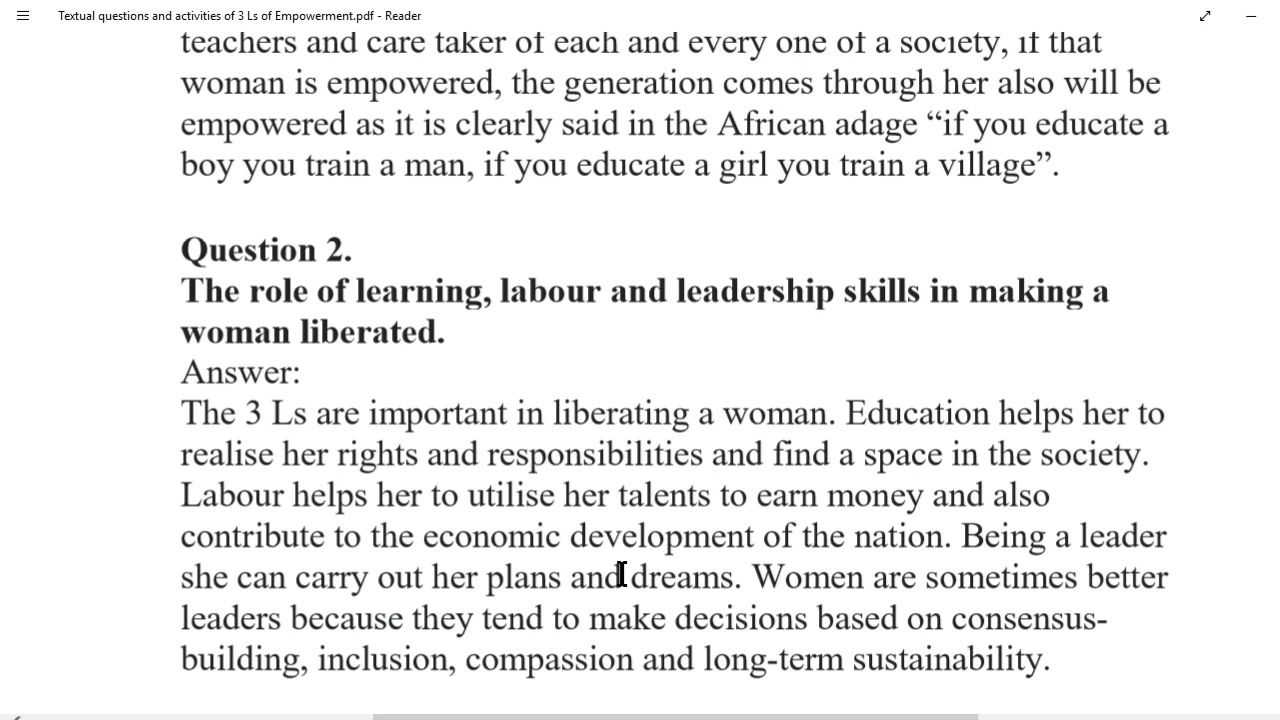 Textual questions and activities of 3 Ls of Empowerment.pdf - Reader
teachers and care taker of each and every one of a society, if that
woman is empowered, the generation comes through her also will be
empowered as it is clearly said in the African adage “if you educate a
boy you train a man, if you educate a girl you train a village”.
Question 2.
The role of learning, labour and leadership skills in making a
woman liberated.
Answer:
The 3 Ls are important in liberating a woman. Education helps her to
realise her rights and responsibilities and find a space in the society.
Labour helps her to utilise her talents to earn money and also
contribute to the economic development of the nation. Being a leader
she can carry out her plans and dreams. Women are sometimes better
leaders because they tend to make decisions based on consensus-
building, inclusion, compassion and long-term sustainability.